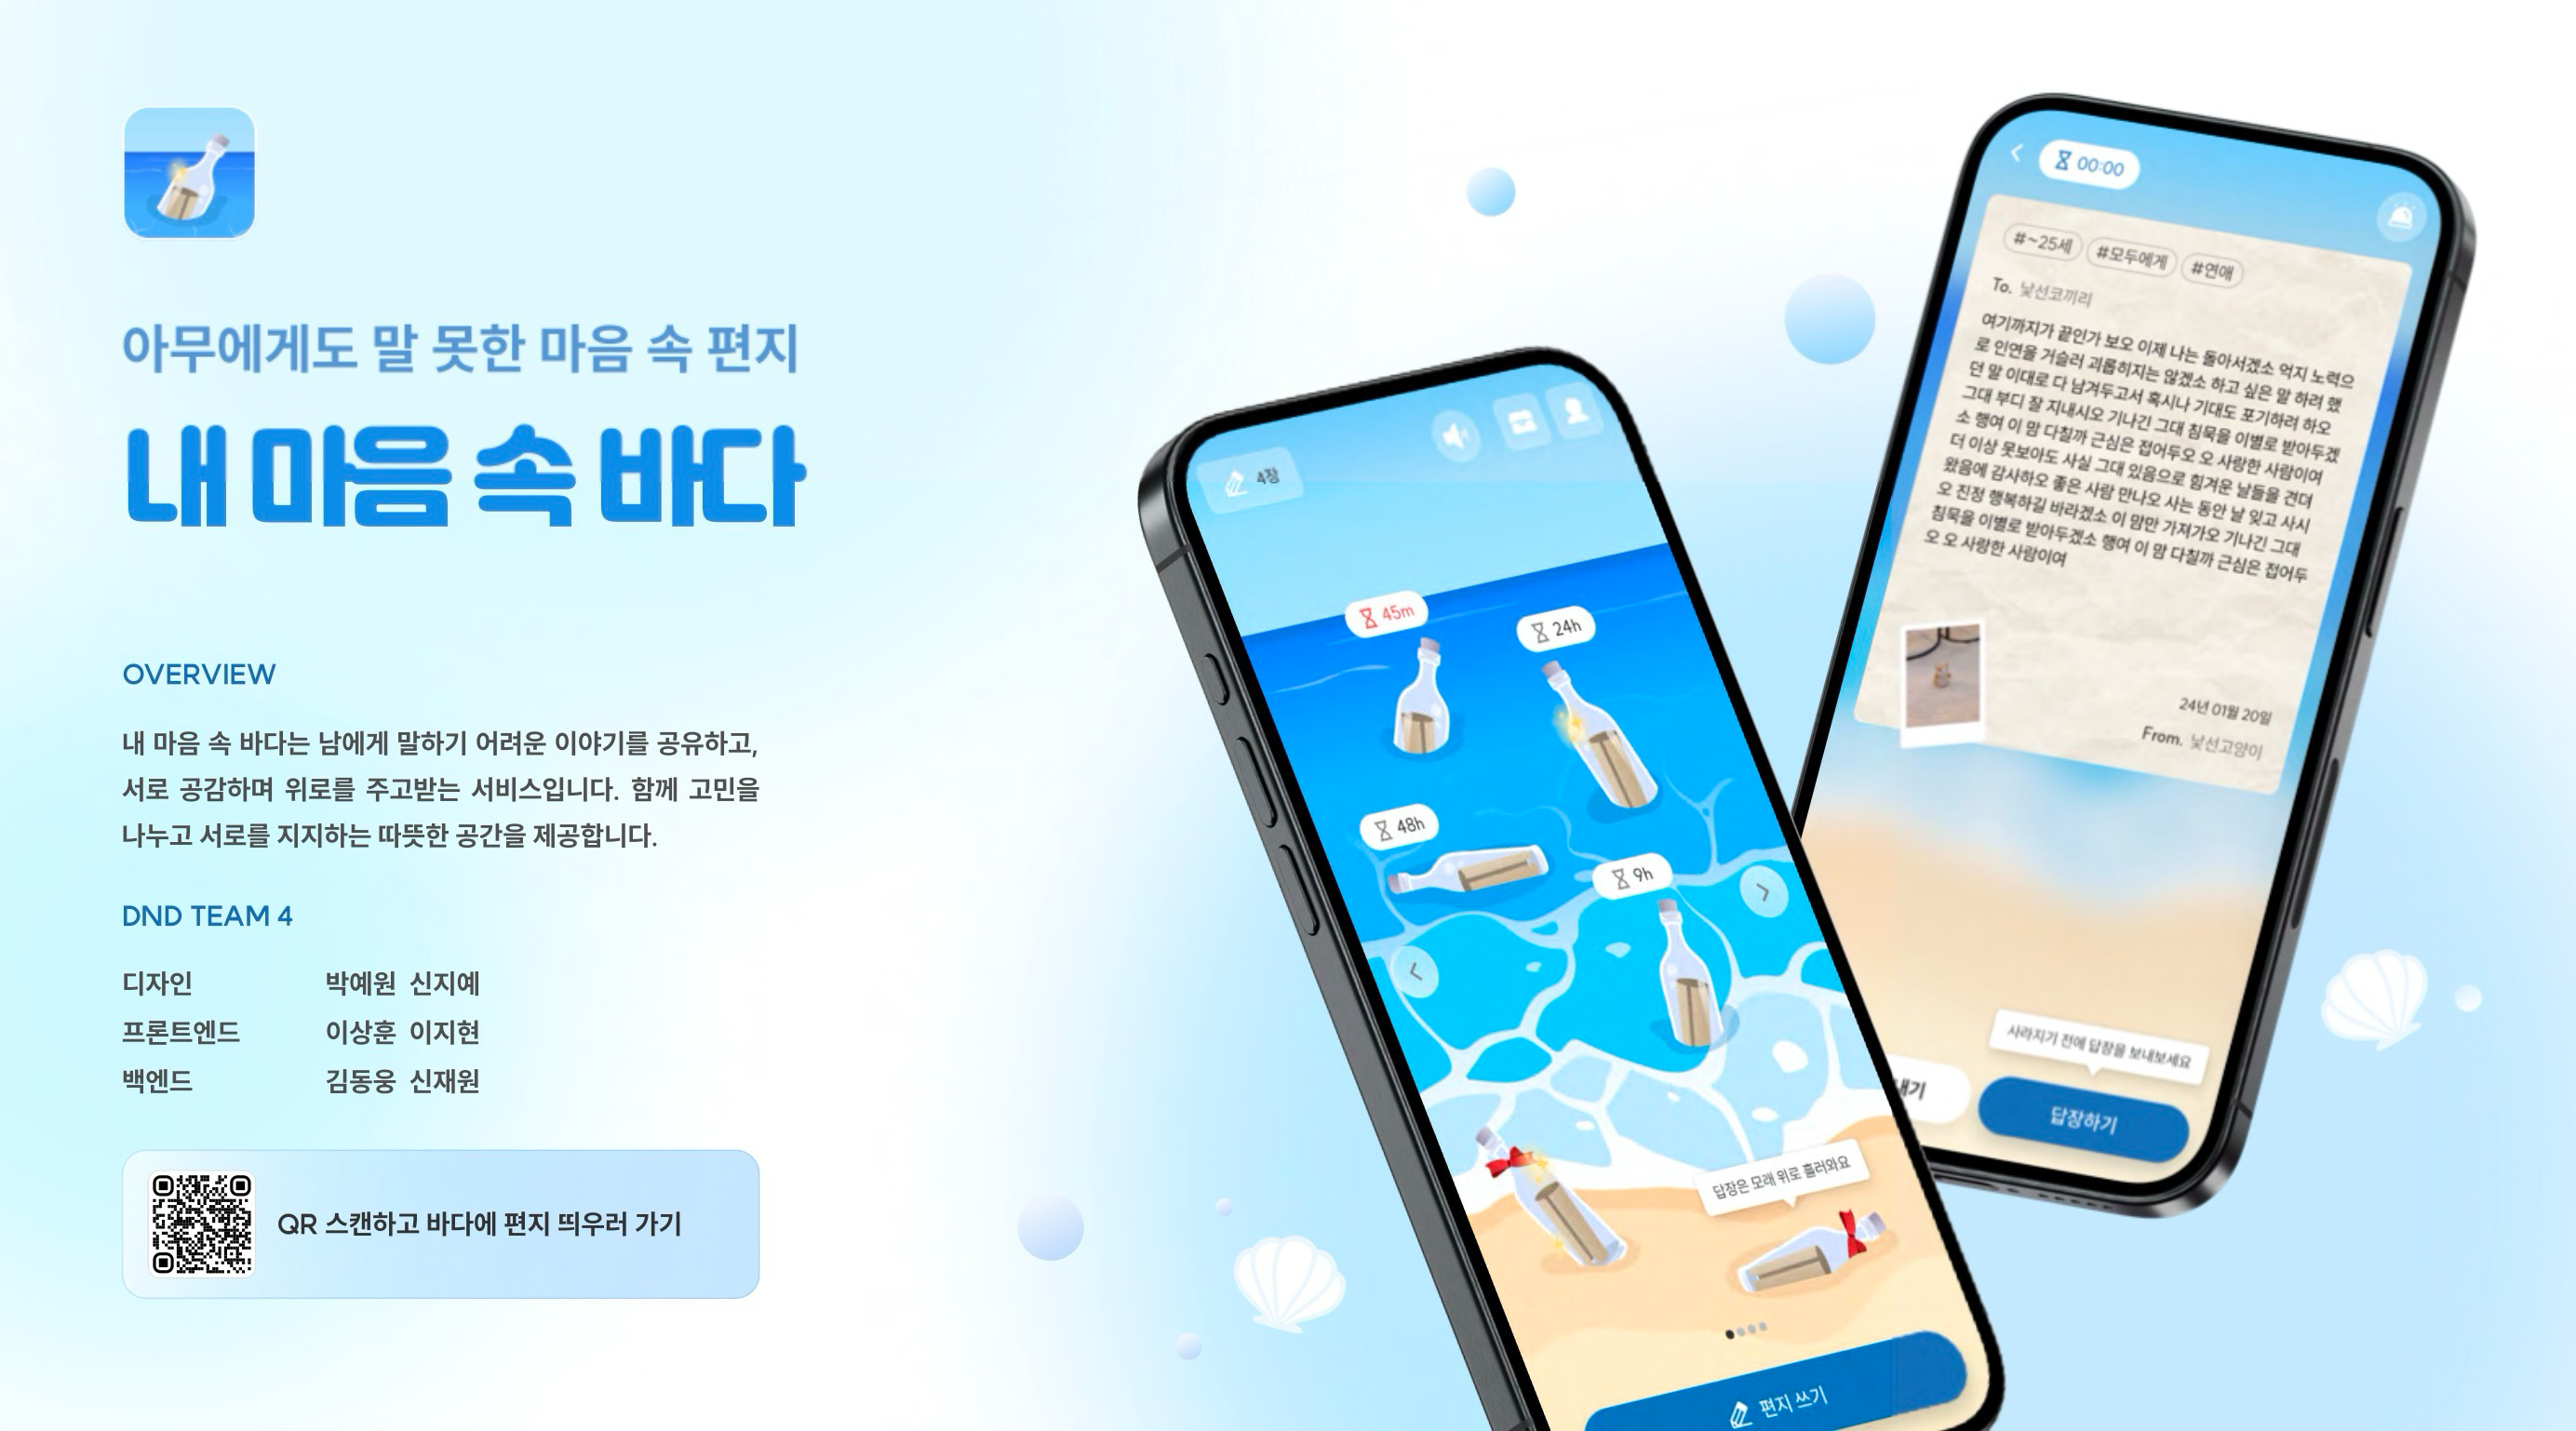 아무에게도 말 못한 마음 속 편지
내 마음 속 바다
OVERVIEW
내 마음 속 바다는 남에게 말하기 어려운 이야기를 공유하고,
서로 공감하며 위로를 주고받는 서비스입니다. 함께 고민을
나누고 서로를 지지하는 따뜻한 공간을 제공합니다.
DND TEAM 4
디자인 박예원 신지예
프론트엔드 이상훈 이지현
백엔드 김동웅 신재원
QR 스캔하고 바다에 편지 띄우러 가기
4장
45m
24h
48h
9h
답장은 모래 위로 흘러와요
편지 쓰기
00:00
#~25세 #모두에게 #연애
To. 낯선코끼리
여기까지가 끝인가 보오 이제 나는 돌아서겠소 억지 노력으
로 인연을 거슬러 괴롭히지는 않겠소 하고 싶은 말 하려 했
던 말 이대로 다 남겨두고서 혹시나 기대도 포기하려 하오
그대 부디 잘 지내시오 기나긴 그대 침묵을 이별로 받아두겠
소 행여 이 맘 다칠까 근심은 접어두오 오 사랑한 사람이여
더 이상 못보아도 사실 그대 있음으로 힘겨운 날들을 견뎌
왔음에 감사하오 좋은 사람 만나오 사는 동안 날 잊고 사시
오 진정 행복하길 바라겠소 이 맘만 가져가오 기나긴 그대
침묵을 이별로 받아두겠소 행여 이 맘 다칠까 근심은 접어두
오 오 사랑한 사람이여
24년 01월 20일
From. 낯선고양이
사라지기 전에 답장을 보내보세요
내기
답장하기